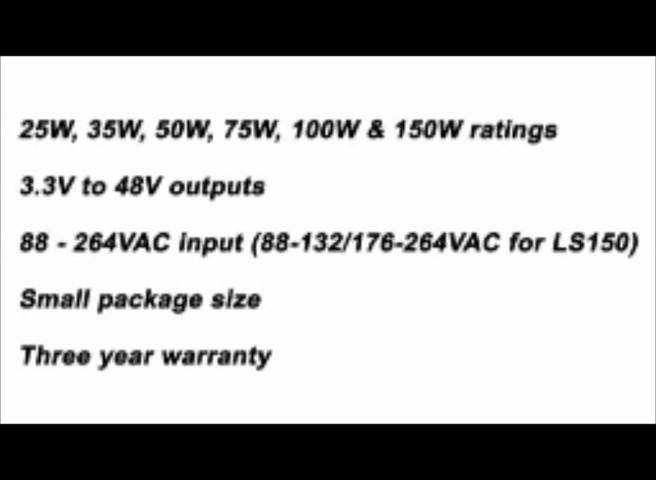 25W, 35W, 50W, 75W, 100W & 150W ratings
3.3V to 48V outputs
88 - 264VAC input (88-132/176-264VAC for LS150)
Small package size
Three year warranty